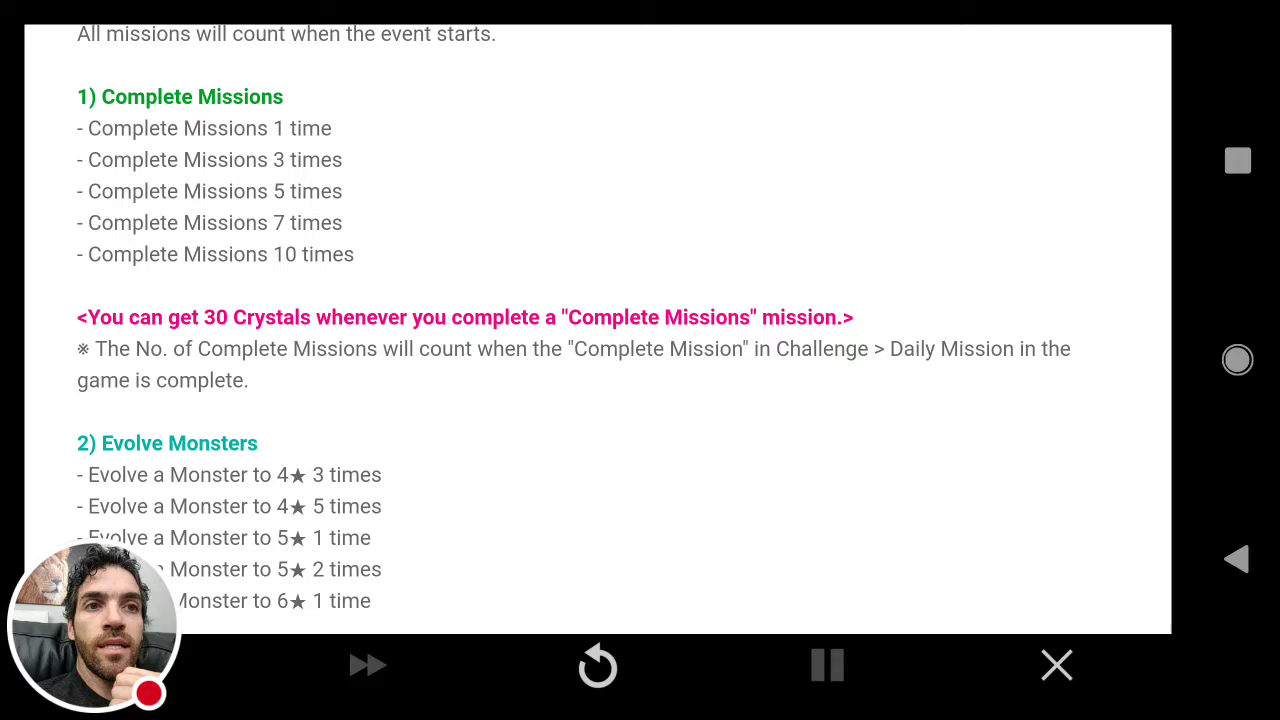 All missions will count when the event starts.
1) Complete Missions
- Complete Missions 1 time
- Complete Missions 3 times
- Complete Missions 5 times
- Complete Missions 7 times
- Complete Missions 10 times
<You can get 30 Crystals whenever you complete a "Complete Missions" mission.>
※ The No. of Complete Missions will count when the "Complete Mission" in Challenge > Daily Mission in the
game is complete.
2) Evolve Monsters
- Evolve a Monster to 4★ 3 times
- Evolve a Monster to 4★ 5 times
- Evolve a Monster to 5★ 1 time
Monster to 5★ 2 times
Monster to 6★ 1 time